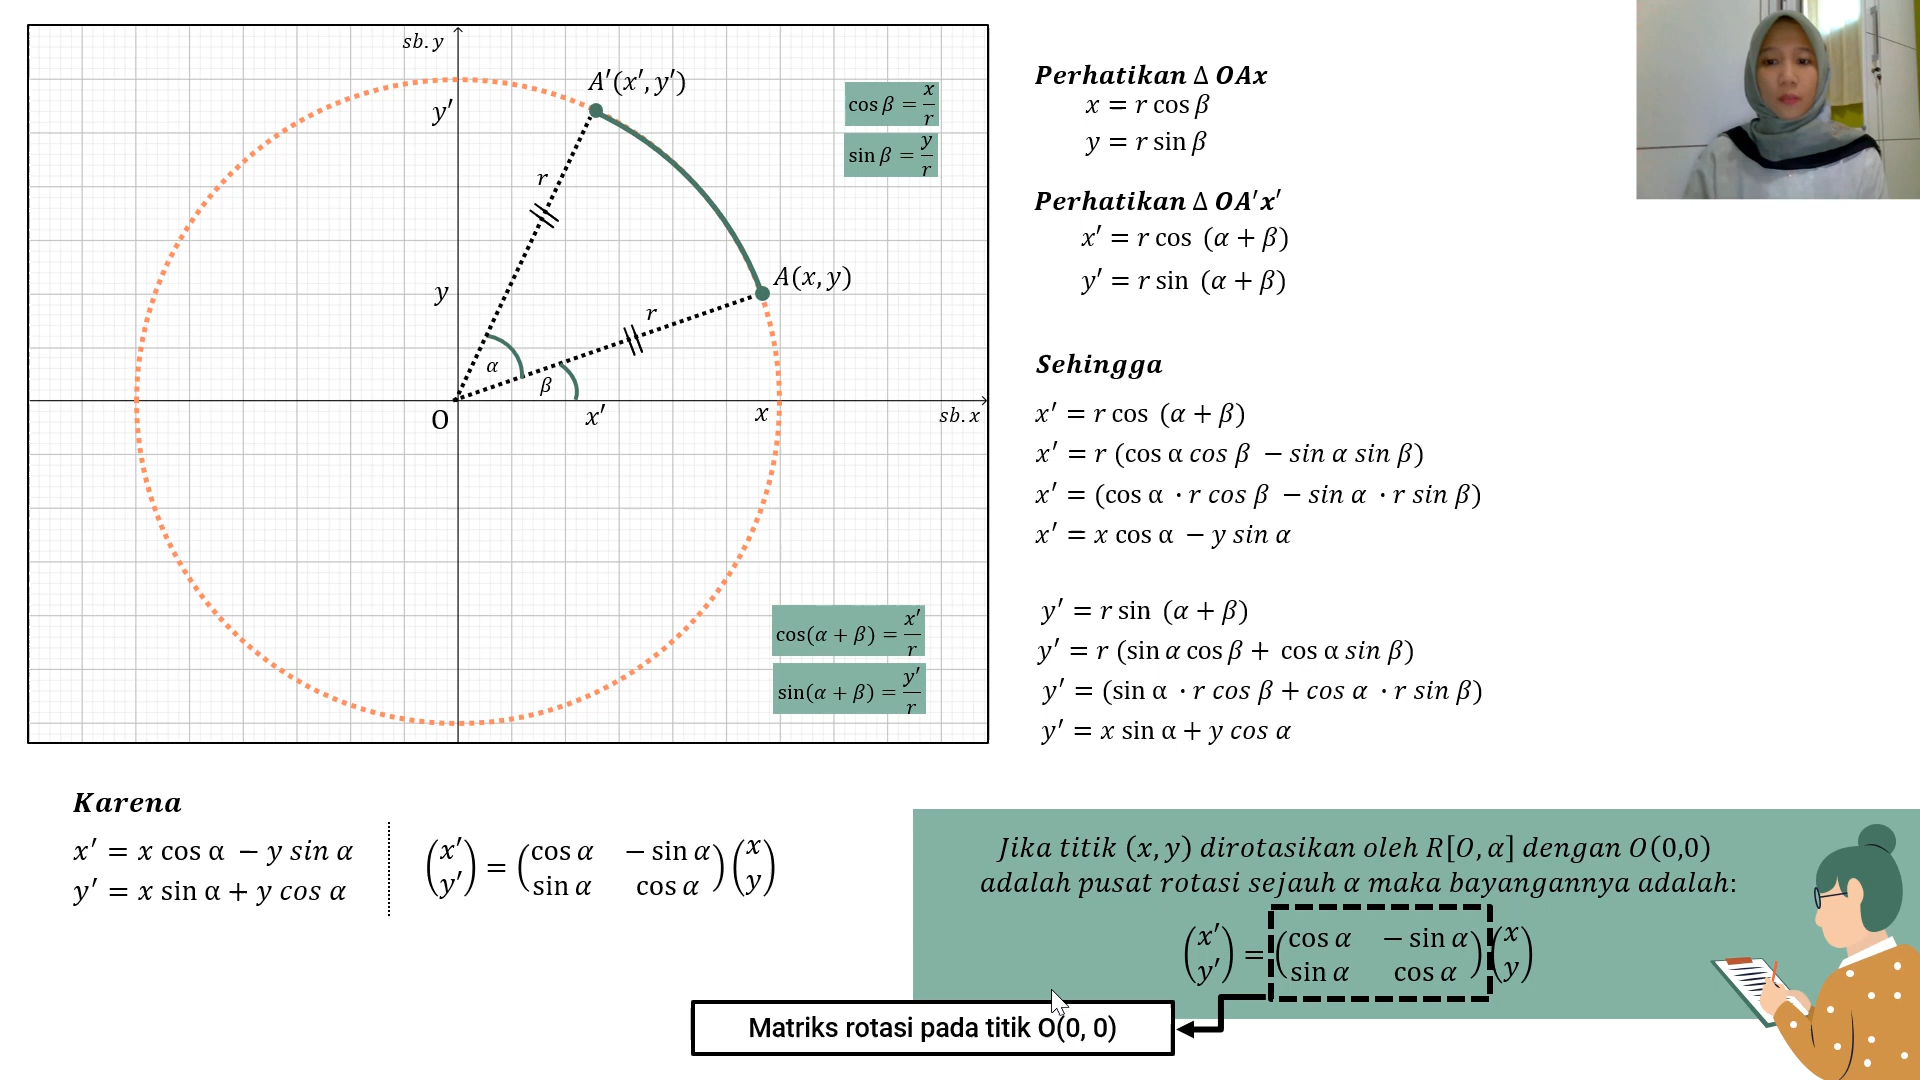 sb. y
A′(x′, y′)
y′
cos β = x/r
sin β = y/r
r
A(x, y)
y
r
α
β
O
x′
x
sb. x
cos(α + β) = x′/r
sin(α + β) = y′/r
Perhatikan Δ OAx
x = r cos β
y = r sin β
Perhatikan Δ OA′x′
x′ = r cos (α + β)
y′ = r sin (α + β)
Sehingga
x′ = r cos (α + β)
x′ = r (cos α cos β − sin α sin β)
x′ = (cos α · r cos β − sin α · r sin β)
x′ = x cos α − y sin α
y′ = r sin (α + β)
y′ = r (sin α cos β + cos α sin β)
y′ = (sin α · r cos β + cos α · r sin β)
y′ = x sin α + y cos α
Karena
x′ = x cos α − y sin α
y′ = x sin α + y cos α
(x′ y′) = (cos α − sin α sin α cos α) (x y)
Jika titik (x, y) dirotasikan oleh R[O, α] dengan O(0,0)
adalah pusat rotasi sejauh α maka bayangannya adalah:
(x′ y′) = (cos α − sin α sin α cos α) (x y)
Matriks rotasi pada titik O(0, 0)